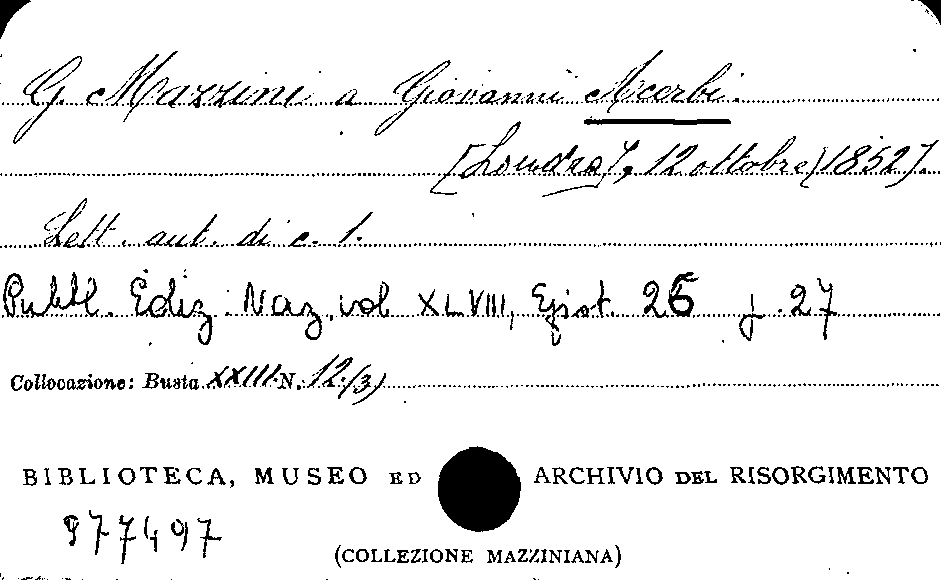 G. Mazzini a Giovanni Acerbi.
[Londra], 12 ottobre [1852].
Lett. aut. di c. 1.
Pubbl. Ediz. Naz. vol XLVIII, Epist. 25 p. 27
Collocazione: Busta XXIII N. 12(3)
BIBLIOTECA, MUSEO ED ARCHIVIO DEL RISORGIMENTO
977497
(COLLEZIONE MAZZINIANA)